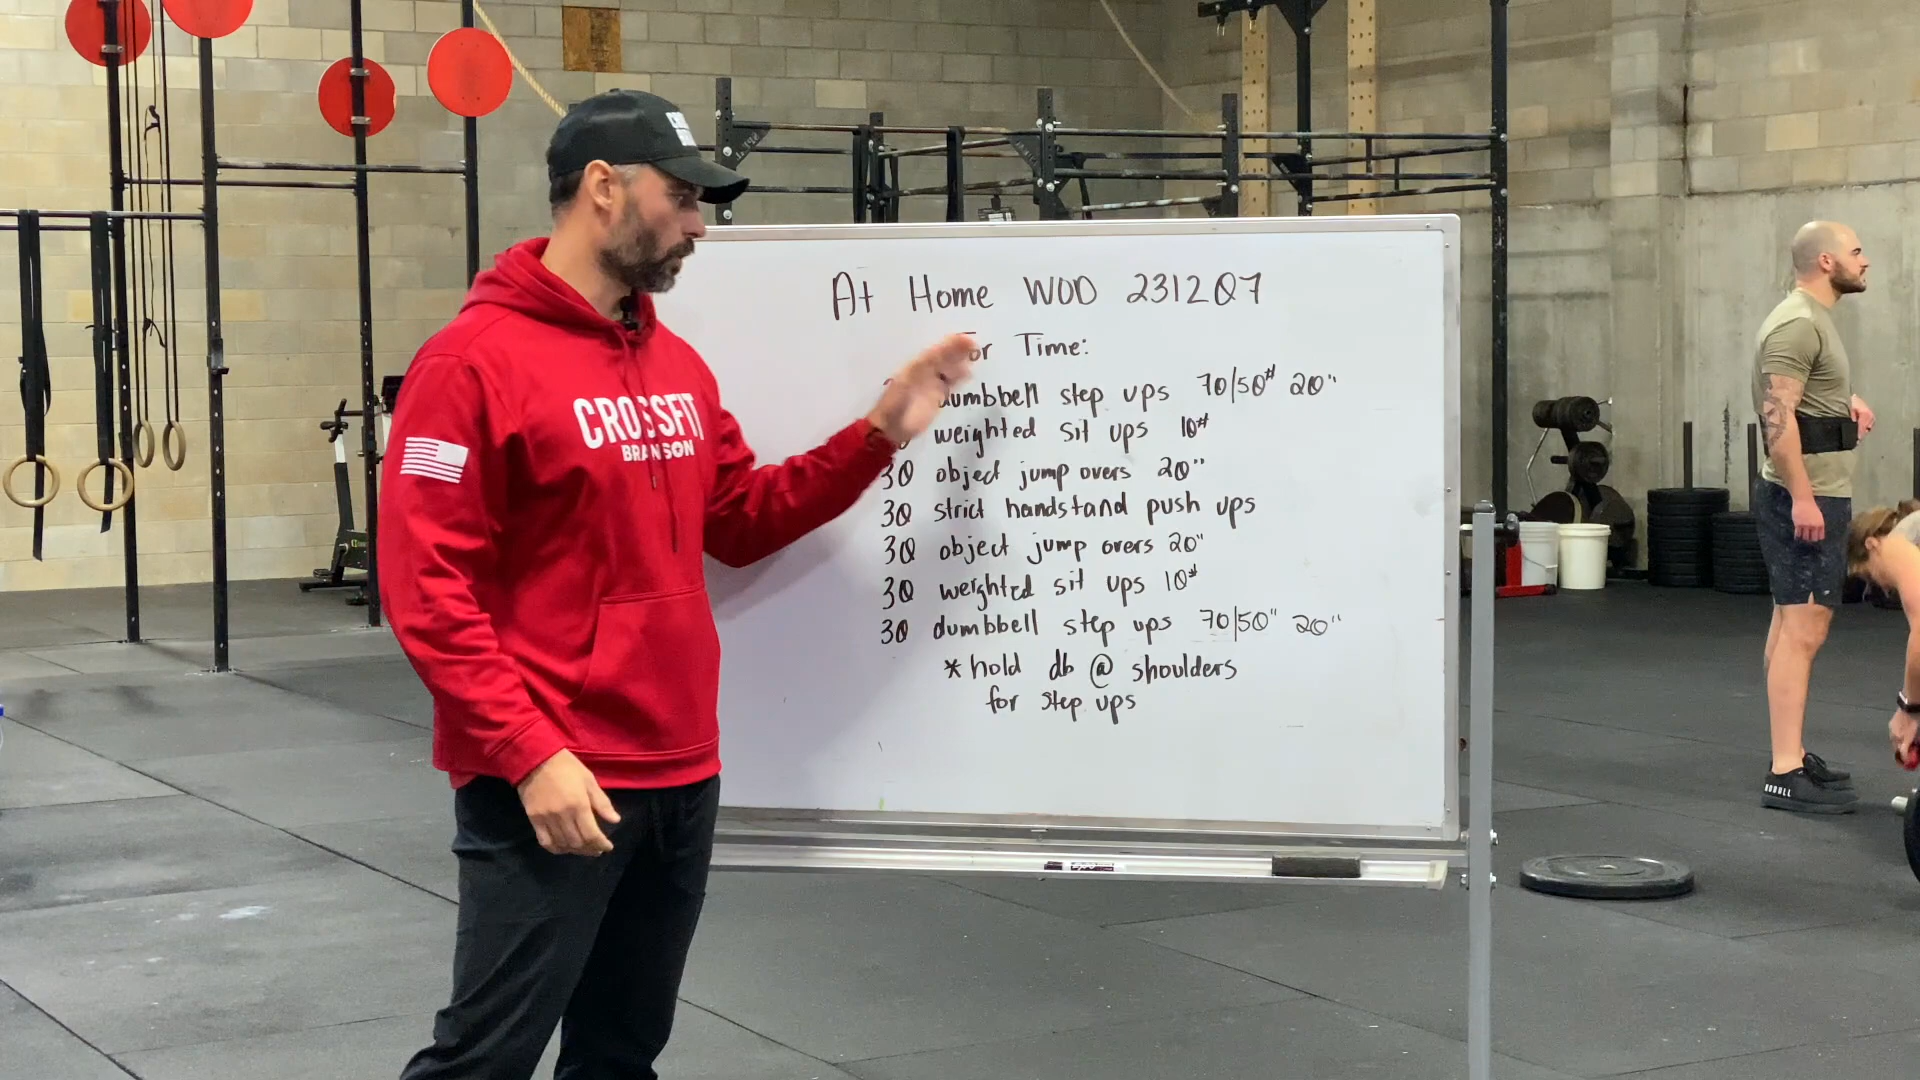 At Home WOD 231207
For Time:
dumbbell step ups 70/50# 20"
weighted sit ups 10#
30 object jump overs 20"
30 strict handstand push ups
30 object jump overs 20"
30 weighted sit ups 10#
30 dumbbell step ups 70/50" 20"
*hold db @ shoulders
for step ups
CROSSFIT
BRANSON
NOBULL